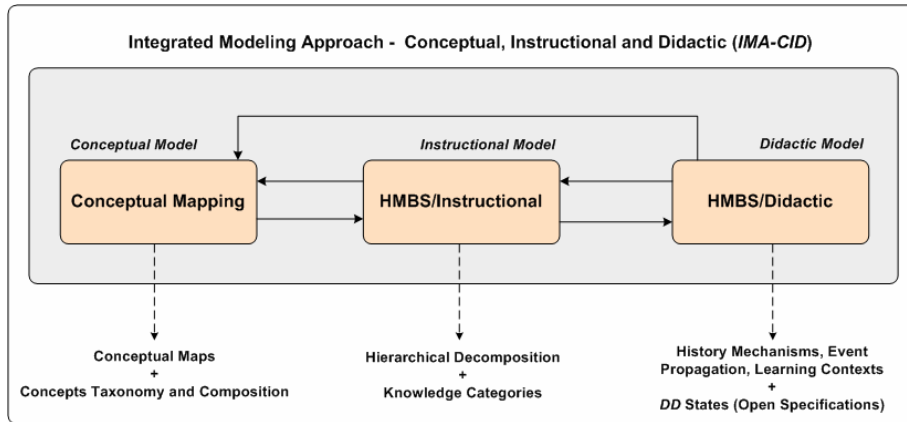 Integrated Modeling Approach - Conceptual, Instructional and Didactic (IMA-CID)
Conceptual Model
Instructional Model
Didactic Model
Conceptual Mapping
HMBS/Instructional
HMBS/Didactic
Conceptual Maps
+
Concepts Taxonomy and Composition
Hierarchical Decomposition
+
Knowledge Categories
History Mechanisms, Event
Propagation, Learning Contexts
+
DD States (Open Specifications)